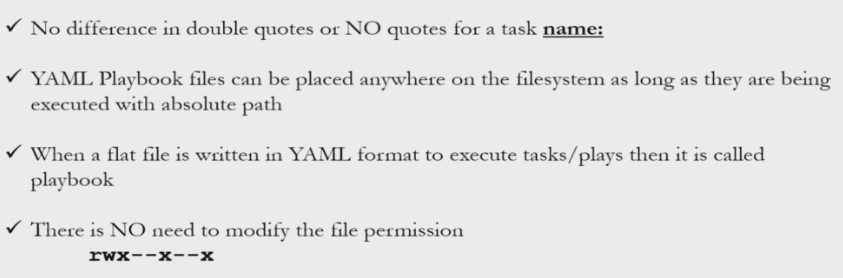 ✓ No difference in double quotes or NO quotes for a task name:
✓ YAML Playbook files can be placed anywhere on the filesystem as long as they are being
executed with absolute path
✓ When a flat file is written in YAML format to execute tasks/plays then it is called
playbook
✓ There is NO need to modify the file permission
rwx--x--x